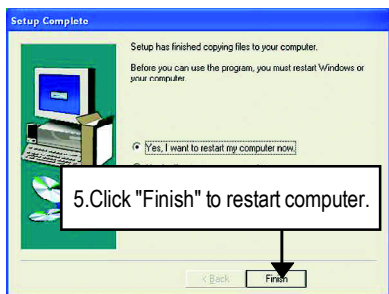 Setup Complete
Setup has finished copying files to your computer.
Before you can use the program, you must restart Windows or
your computer.
Yes, I want to restart my computer now.
5.Click "Finish" to restart computer.
< Back
Finish